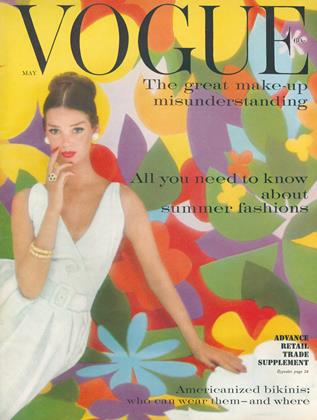 VOGUE
MAY
The great make-up
misunderstanding
All you need to know
about
summer fashions
ADVANCE
RETAIL
TRADE
SUPPLEMENT
Americanized bikinis:
who can wear them—and where